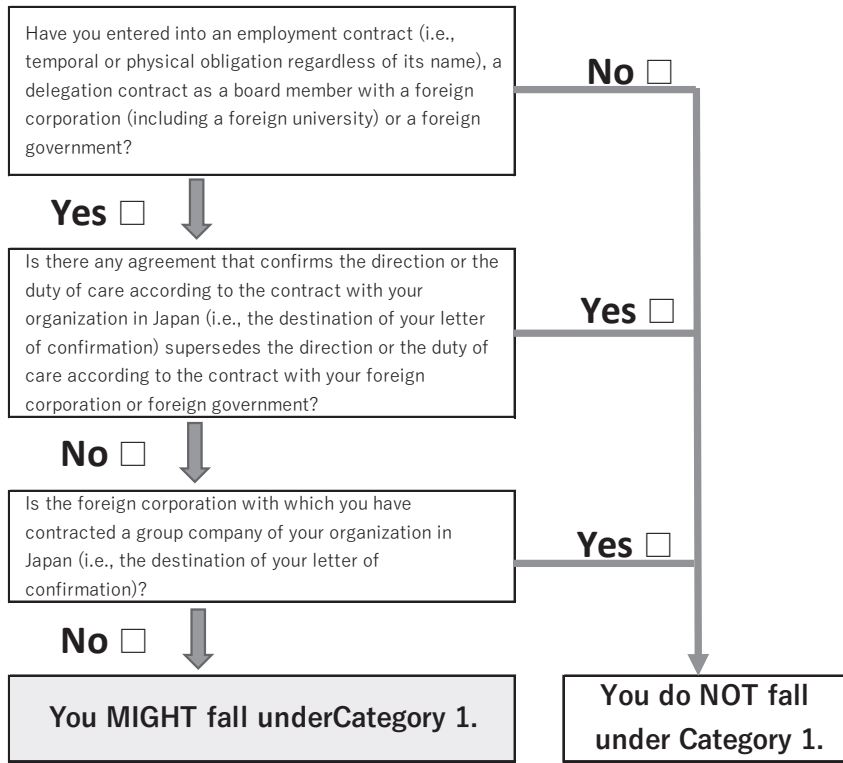 Have you entered into an employment contract (i.e.,
temporal or physical obligation regardless of its name), a
delegation contract as a board member with a foreign
corporation (including a foreign university) or a foreign
government?
No □
Yes □
Is there any agreement that confirms the direction or the
duty of care according to the contract with your
organization in Japan (i.e., the destination of your letter
of confirmation) supersedes the direction or the duty of
care according to the contract with your foreign
corporation or foreign government?
Yes □
No □
Is the foreign corporation with which you have
contracted a group company of your organization in
Japan (i.e., the destination of your letter of
confirmation)?
Yes □
No □
You MIGHT fall underCategory 1.
You do NOT fall
under Category 1.